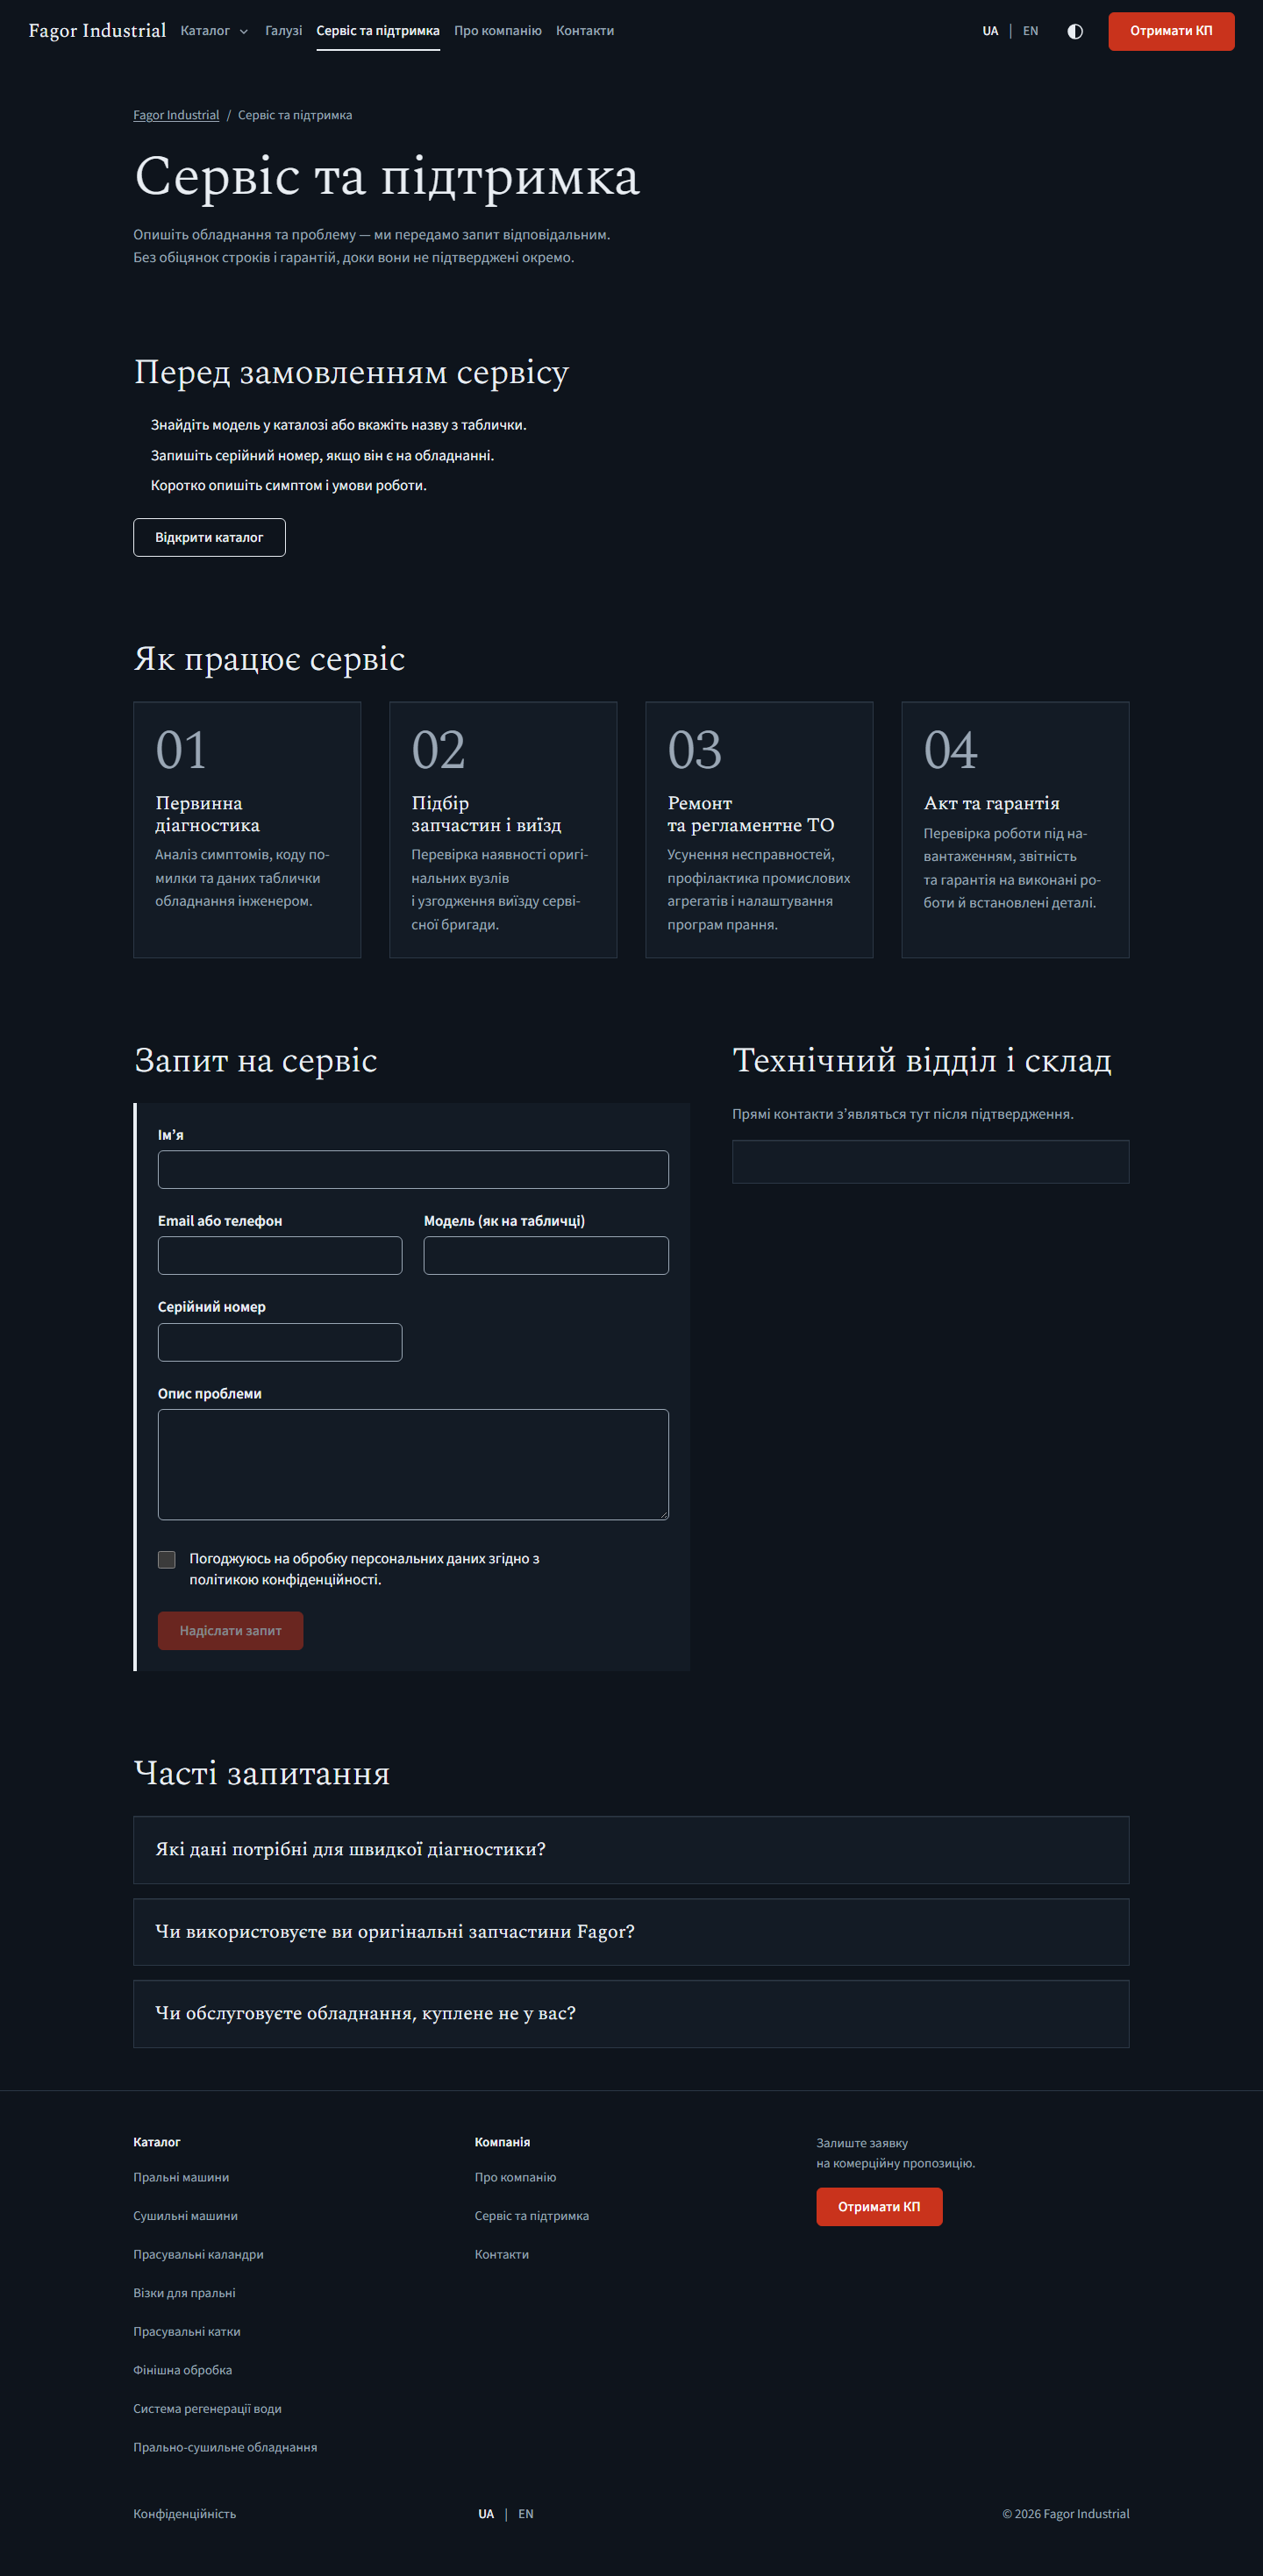 Fagor Industrial Каталог Галузі Сервіс та підтримка Про компанію Контакти UA | EN Отримати КП
Fagor Industrial / Сервіс та підтримка
Сервіс та підтримка
Опишіть обладнання та проблему — ми передамо запит відповідальним.
Без обіцянок строків і гарантій, доки вони не підтверджені окремо.
Перед замовленням сервісу
Знайдіть модель у каталозі або вкажіть назву з таблички.
Запишіть серійний номер, якщо він є на обладнанні.
Коротко опишіть симптом і умови роботи.
Відкрити каталог
Як працює сервіс
01
Первинна
діагностика
Аналіз симптомів, коду по-
милки та даних таблички
обладнання інженером.
02
Підбір
запчастин і виїзд
Перевірка наявності оригі-
нальних вузлів
і узгодження виїзду серві-
сної бригади.
03
Ремонт
та регламентне ТО
Усунення несправностей,
профілактика промислових
агрегатів і налаштування
програм прання.
04
Акт та гарантія
Перевірка роботи під на-
вантаженням, звітність
та гарантія на виконані ро-
боти й встановлені деталі.
Запит на сервіс
Ім’я
Email або телефон
Модель (як на табличці)
Серійний номер
Опис проблеми
Погоджуюсь на обробку персональних даних згідно з
політикою конфіденційності.
Надіслати запит
Технічний відділ і склад
Прямі контакти з’являться тут після підтвердження.
Часті запитання
Які дані потрібні для швидкої діагностики?
Чи використовуєте ви оригінальні запчастини Fagor?
Чи обслуговуєте обладнання, куплене не у вас?
Каталог
Пральні машини
Сушильні машини
Прасувальні каландри
Візки для пральні
Прасувальні катки
Фінішна обробка
Система регенерації води
Прально-сушильне обладнання
Компанія
Про компанію
Сервіс та підтримка
Контакти
Залиште заявку
на комерційну пропозицію.
Отримати КП
Конфіденційність UA | EN © 2026 Fagor Industrial